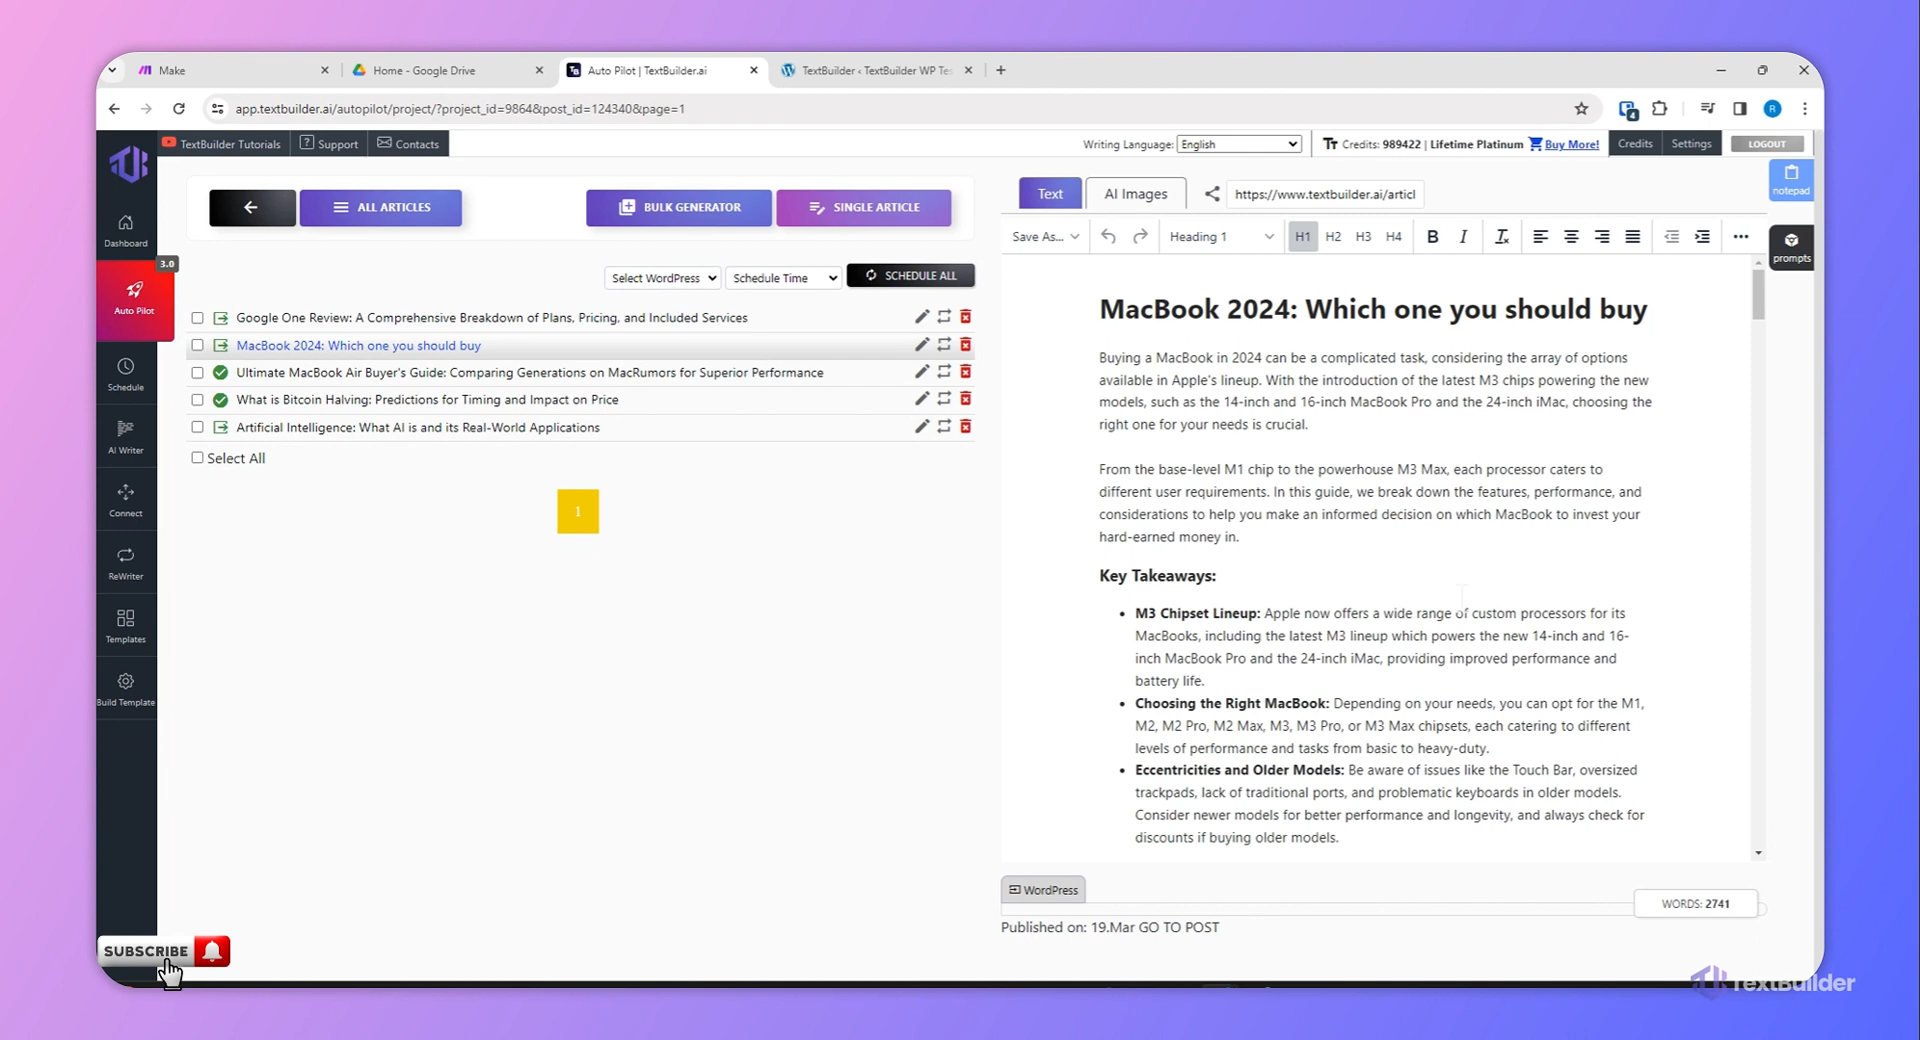 Make
Home - Google Drive
Auto Pilot | TextBuilder.ai
TextBuilder ‹ TextBuilder WP Te
app.textbuilder.ai/autopilot/project/?project_id=9864&post_id=124340&page=1
4
R
TextBuilder Tutorials
Support
Contacts
Writing Language: English
Credits: 989422 | Lifetime Platinum Buy More!
Credits
Settings
LOGOUT
Dashboard
3.0
Auto Pilot
Schedule
AI Writer
Connect
ReWriter
Templates
Build Template
ALL ARTICLES
BULK GENERATOR
SINGLE ARTICLE
Select WordPress
Schedule Time
SCHEDULE ALL
Google One Review: A Comprehensive Breakdown of Plans, Pricing, and Included Services
MacBook 2024: Which one you should buy
Ultimate MacBook Air Buyer's Guide: Comparing Generations on MacRumors for Superior Performance
What is Bitcoin Halving: Predictions for Timing and Impact on Price
Artificial Intelligence: What AI is and its Real-World Applications
Select All
1
Text
AI Images
https://www.textbuilder.ai/articl
notepad
prompts
Save As...
Heading 1
H1 H2 H3 H4 B I
MacBook 2024: Which one you should buy
Buying a MacBook in 2024 can be a complicated task, considering the array of options
available in Apple's lineup. With the introduction of the latest M3 chips powering the new
models, such as the 14-inch and 16-inch MacBook Pro and the 24-inch iMac, choosing the
right one for your needs is crucial.
From the base-level M1 chip to the powerhouse M3 Max, each processor caters to
different user requirements. In this guide, we break down the features, performance, and
considerations to help you make an informed decision on which MacBook to invest your
hard-earned money in.
Key Takeaways:
• M3 Chipset Lineup: Apple now offers a wide range of custom processors for its
MacBooks, including the latest M3 lineup which powers the new 14-inch and 16-
inch MacBook Pro and the 24-inch iMac, providing improved performance and
battery life.
• Choosing the Right MacBook: Depending on your needs, you can opt for the M1,
M2, M2 Pro, M2 Max, M3, M3 Pro, or M3 Max chipsets, each catering to different
levels of performance and tasks from basic to heavy-duty.
• Eccentricities and Older Models: Be aware of issues like the Touch Bar, oversized
trackpads, lack of traditional ports, and problematic keyboards in older models.
Consider newer models for better performance and longevity, and always check for
discounts if buying older models.
WordPress
WORDS: 2741
Published on: 19.Mar GO TO POST
SUBSCRIBE
TextBuilder